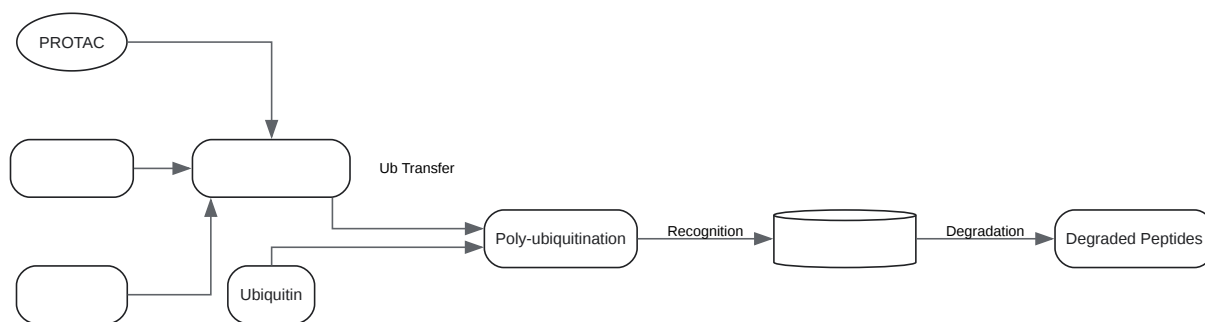 PROTAC
Ub Transfer
Poly-ubiquitination
Recognition
Degradation
Degraded Peptides
Ubiquitin